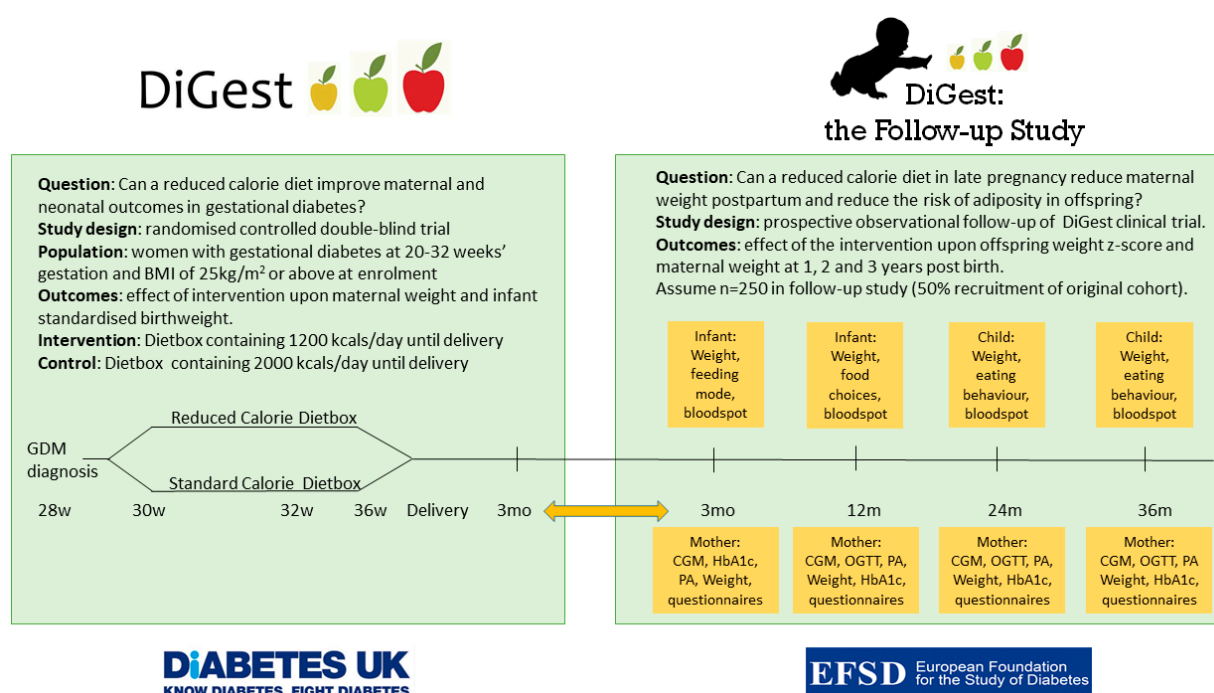 DiGest
DiGest:
the Follow-up Study
Question: Can a reduced calorie diet improve maternal and
neonatal outcomes in gestational diabetes?
Study design: randomised controlled double-blind trial
Population: women with gestational diabetes at 20-32 weeks'
gestation and BMI of 25kg/m² or above at enrolment
Outcomes: effect of intervention upon maternal weight and infant
standardised birthweight.
Intervention: Dietbox containing 1200 kcals/day until delivery
Control: Dietbox containing 2000 kcals/day until delivery
Reduced Calorie Dietbox
GDM
diagnosis
Standard Calorie Dietbox
28w 30w 32w 36w Delivery 3mo
Question: Can a reduced calorie diet in late pregnancy reduce maternal
weight postpartum and reduce the risk of adiposity in offspring?
Study design: prospective observational follow-up of DiGest clinical trial.
Outcomes: effect of the intervention upon offspring weight z-score and
maternal weight at 1, 2 and 3 years post birth.
Assume n=250 in follow-up study (50% recruitment of original cohort).
Infant:
Weight,
feeding
mode,
bloodspot
Infant:
Weight,
food
choices,
bloodspot
Child:
Weight,
eating
behaviour,
bloodspot
Child:
Weight,
eating
behaviour,
bloodspot
3mo 12m 24m 36m
Mother:
CGM, HbA1c,
PA, Weight,
questionnaires
Mother:
CGM, OGTT, PA,
Weight, HbA1c,
questionnaires
Mother:
CGM, OGTT, PA,
Weight, HbA1c,
questionnaires
Mother:
CGM, OGTT, PA
Weight, HbA1c,
questionnaires
DiABETES UK
KNOW DIABETES. FIGHT DIABETES
EFSD European Foundation
for the Study of Diabetes